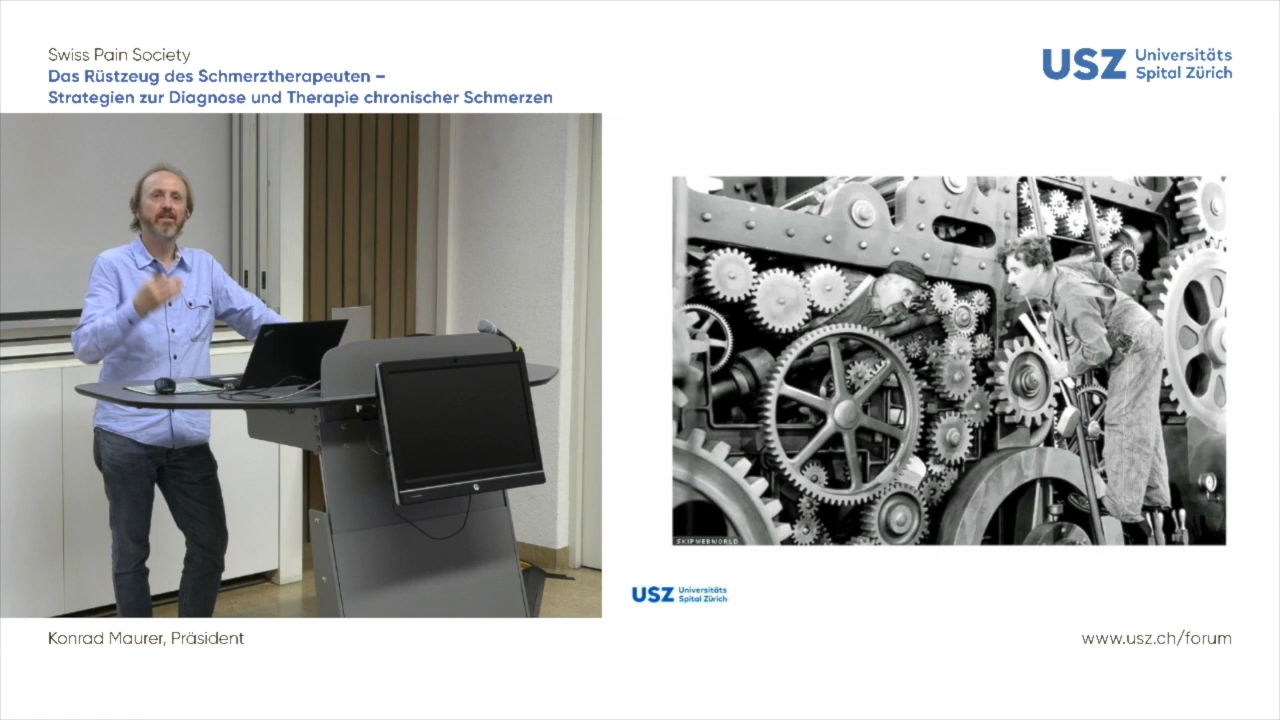 Swiss Pain Society
Das Rüstzeug des Schmerztherapeuten –
Strategien zur Diagnose und Therapie chronischer Schmerzen
USZ Universitäts
Spital Zürich
SKIPWEBWORLD
USZ Universitäts
Spital Zürich
Konrad Maurer, Präsident
www.usz.ch/forum